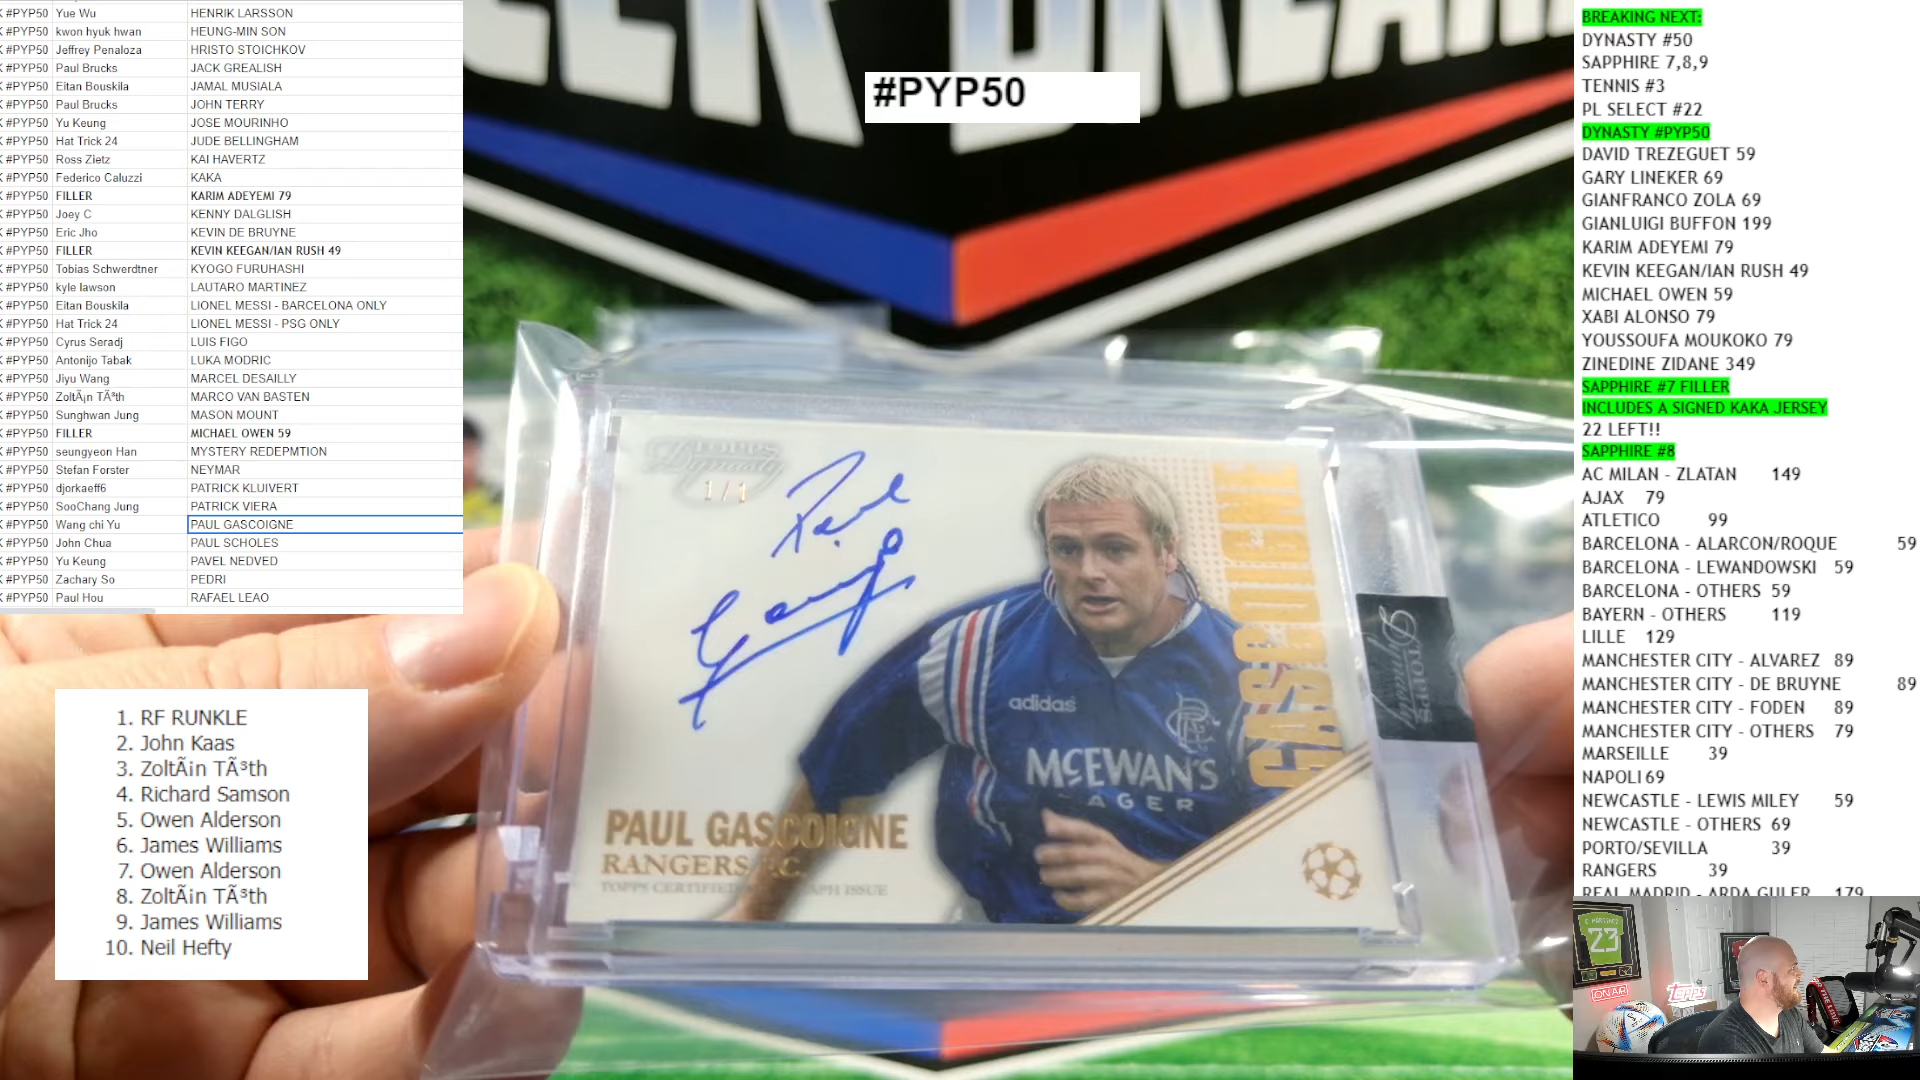 #PYP50 Yue Wu HENRIK LARSSON
#PYP50 kwon hyuk hwan HEUNG-MIN SON
#PYP50 Jeffrey Penaloza HRISTO STOICHKOV
#PYP50 Paul Brucks JACK GREALISH
#PYP50 Eitan Bouskila JAMAL MUSIALA
#PYP50 Paul Brucks JOHN TERRY
#PYP50 Yu Keung JOSE MOURINHO
#PYP50 Hat Trick 24 JUDE BELLINGHAM
#PYP50 Ross Zietz KAI HAVERTZ
#PYP50 Federico Caluzzi KAKA
#PYP50 FILLER KARIM ADEYEMI 79
#PYP50 Joey C KENNY DALGLISH
#PYP50 Eric Jho KEVIN DE BRUYNE
#PYP50 FILLER KEVIN KEEGAN/IAN RUSH 49
#PYP50 Tobias Schwerdtner KYOGO FURUHASHI
#PYP50 kyle lawson LAUTARO MARTINEZ
#PYP50 Eitan Bouskila LIONEL MESSI - BARCELONA ONLY
#PYP50 Hat Trick 24 LIONEL MESSI - PSG ONLY
#PYP50 Cyrus Seradj LUIS FIGO
#PYP50 Antonijo Tabak LUKA MODRIC
#PYP50 Jiyu Wang MARCEL DESAILLY
#PYP50 ZoltÃ¡n TÃ³th MARCO VAN BASTEN
#PYP50 Sunghwan Jung MASON MOUNT
#PYP50 FILLER MICHAEL OWEN 59
#PYP50 seungyeon Han MYSTERY REDEPMTION
#PYP50 Stefan Forster NEYMAR
#PYP50 djorkaeff6 PATRICK KLUIVERT
#PYP50 SooChang Jung PATRICK VIERA
#PYP50 Wang chi Yu PAUL GASCOIGNE
#PYP50 John Chua PAUL SCHOLES
#PYP50 Yu Keung PAVEL NEDVED
#PYP50 Zachary So PEDRI
#PYP50 Paul Hou RAFAEL LEAO
1. RF RUNKLE
2. John Kaas
3. ZoltÃ¡n TÃ³th
4. Richard Samson
5. Owen Alderson
6. James Williams
7. Owen Alderson
8. ZoltÃ¡n TÃ³th
9. James Williams
10. Neil Hefty
#PYP50
TOPPS
Dynasty
1/1
Paul
GASCOIGNE
adidas
McEWAN'S
LAGER
PAUL GASCOIGNE
RANGERS F.C.
TOPPS CERTIFIED AUTOGRAPH ISSUE
TOPPS
Dynasty
BREAKING NEXT:
DYNASTY #50
SAPPHIRE 7,8,9
TENNIS #3
PL SELECT #22
DYNASTY #PYP50
DAVID TREZEGUET 59
GARY LINEKER 69
GIANFRANCO ZOLA 69
GIANLUIGI BUFFON 199
KARIM ADEYEMI 79
KEVIN KEEGAN/IAN RUSH 49
MICHAEL OWEN 59
XABI ALONSO 79
YOUSSOUFA MOUKOKO 79
ZINEDINE ZIDANE 349
SAPPHIRE #7 FILLER
INCLUDES A SIGNED KAKA JERSEY
22 LEFT!!
SAPPHIRE #8
AC MILAN - ZLATAN 149
AJAX 79
ATLETICO 99
BARCELONA - ALARCON/ROQUE 59
BARCELONA - LEWANDOWSKI 59
BARCELONA - OTHERS 59
BAYERN - OTHERS 119
LILLE 129
MANCHESTER CITY - ALVAREZ 89
MANCHESTER CITY - DE BRUYNE 89
MANCHESTER CITY - FODEN 89
MANCHESTER CITY - OTHERS 79
MARSEILLE 39
NAPOLI 69
NEWCASTLE - LEWIS MILEY 59
NEWCASTLE - OTHERS 69
PORTO/SEVILLA 39
RANGERS 39
REAL MADRID - ARDA GULER 179
23
ON AIR
TOPPS